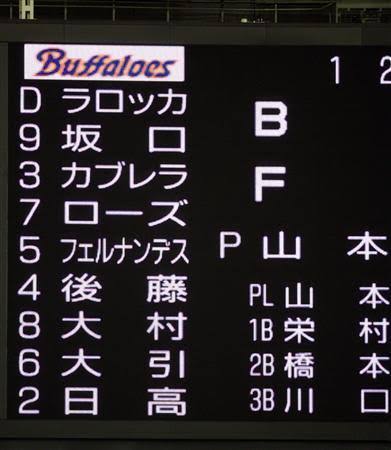 Buffaloes 1 2
D ラロッカ
9 坂口 B
3 カブレラ
7 ローズ F
5 フェルナンデス P 山本
4 後藤 PL 山本
8 大村 1B 栄村
6 大引 2B 橋本
2 日高 3B 川口